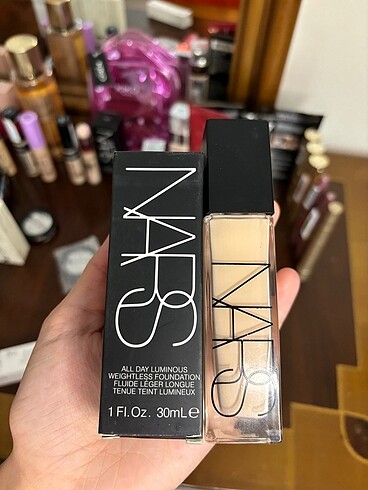 NARS
ALL DAY LUMINOUS
WEIGHTLESS FOUNDATION
FLUIDE LÉGER LONGUE
TENUE TEINT LUMINEUX
1 Fl.Oz. 30mL℮
NARS